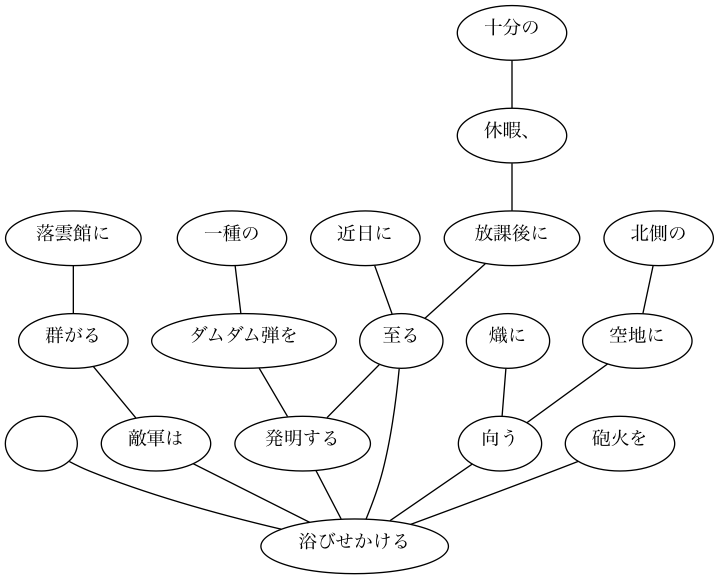 十分の
休暇、
落雲館に
一種の
近日に
放課後に
北側の
群がる
ダムダム弾を
至る
熾に
空地に
敵軍は
発明する
向う
砲火を
浴びせかける